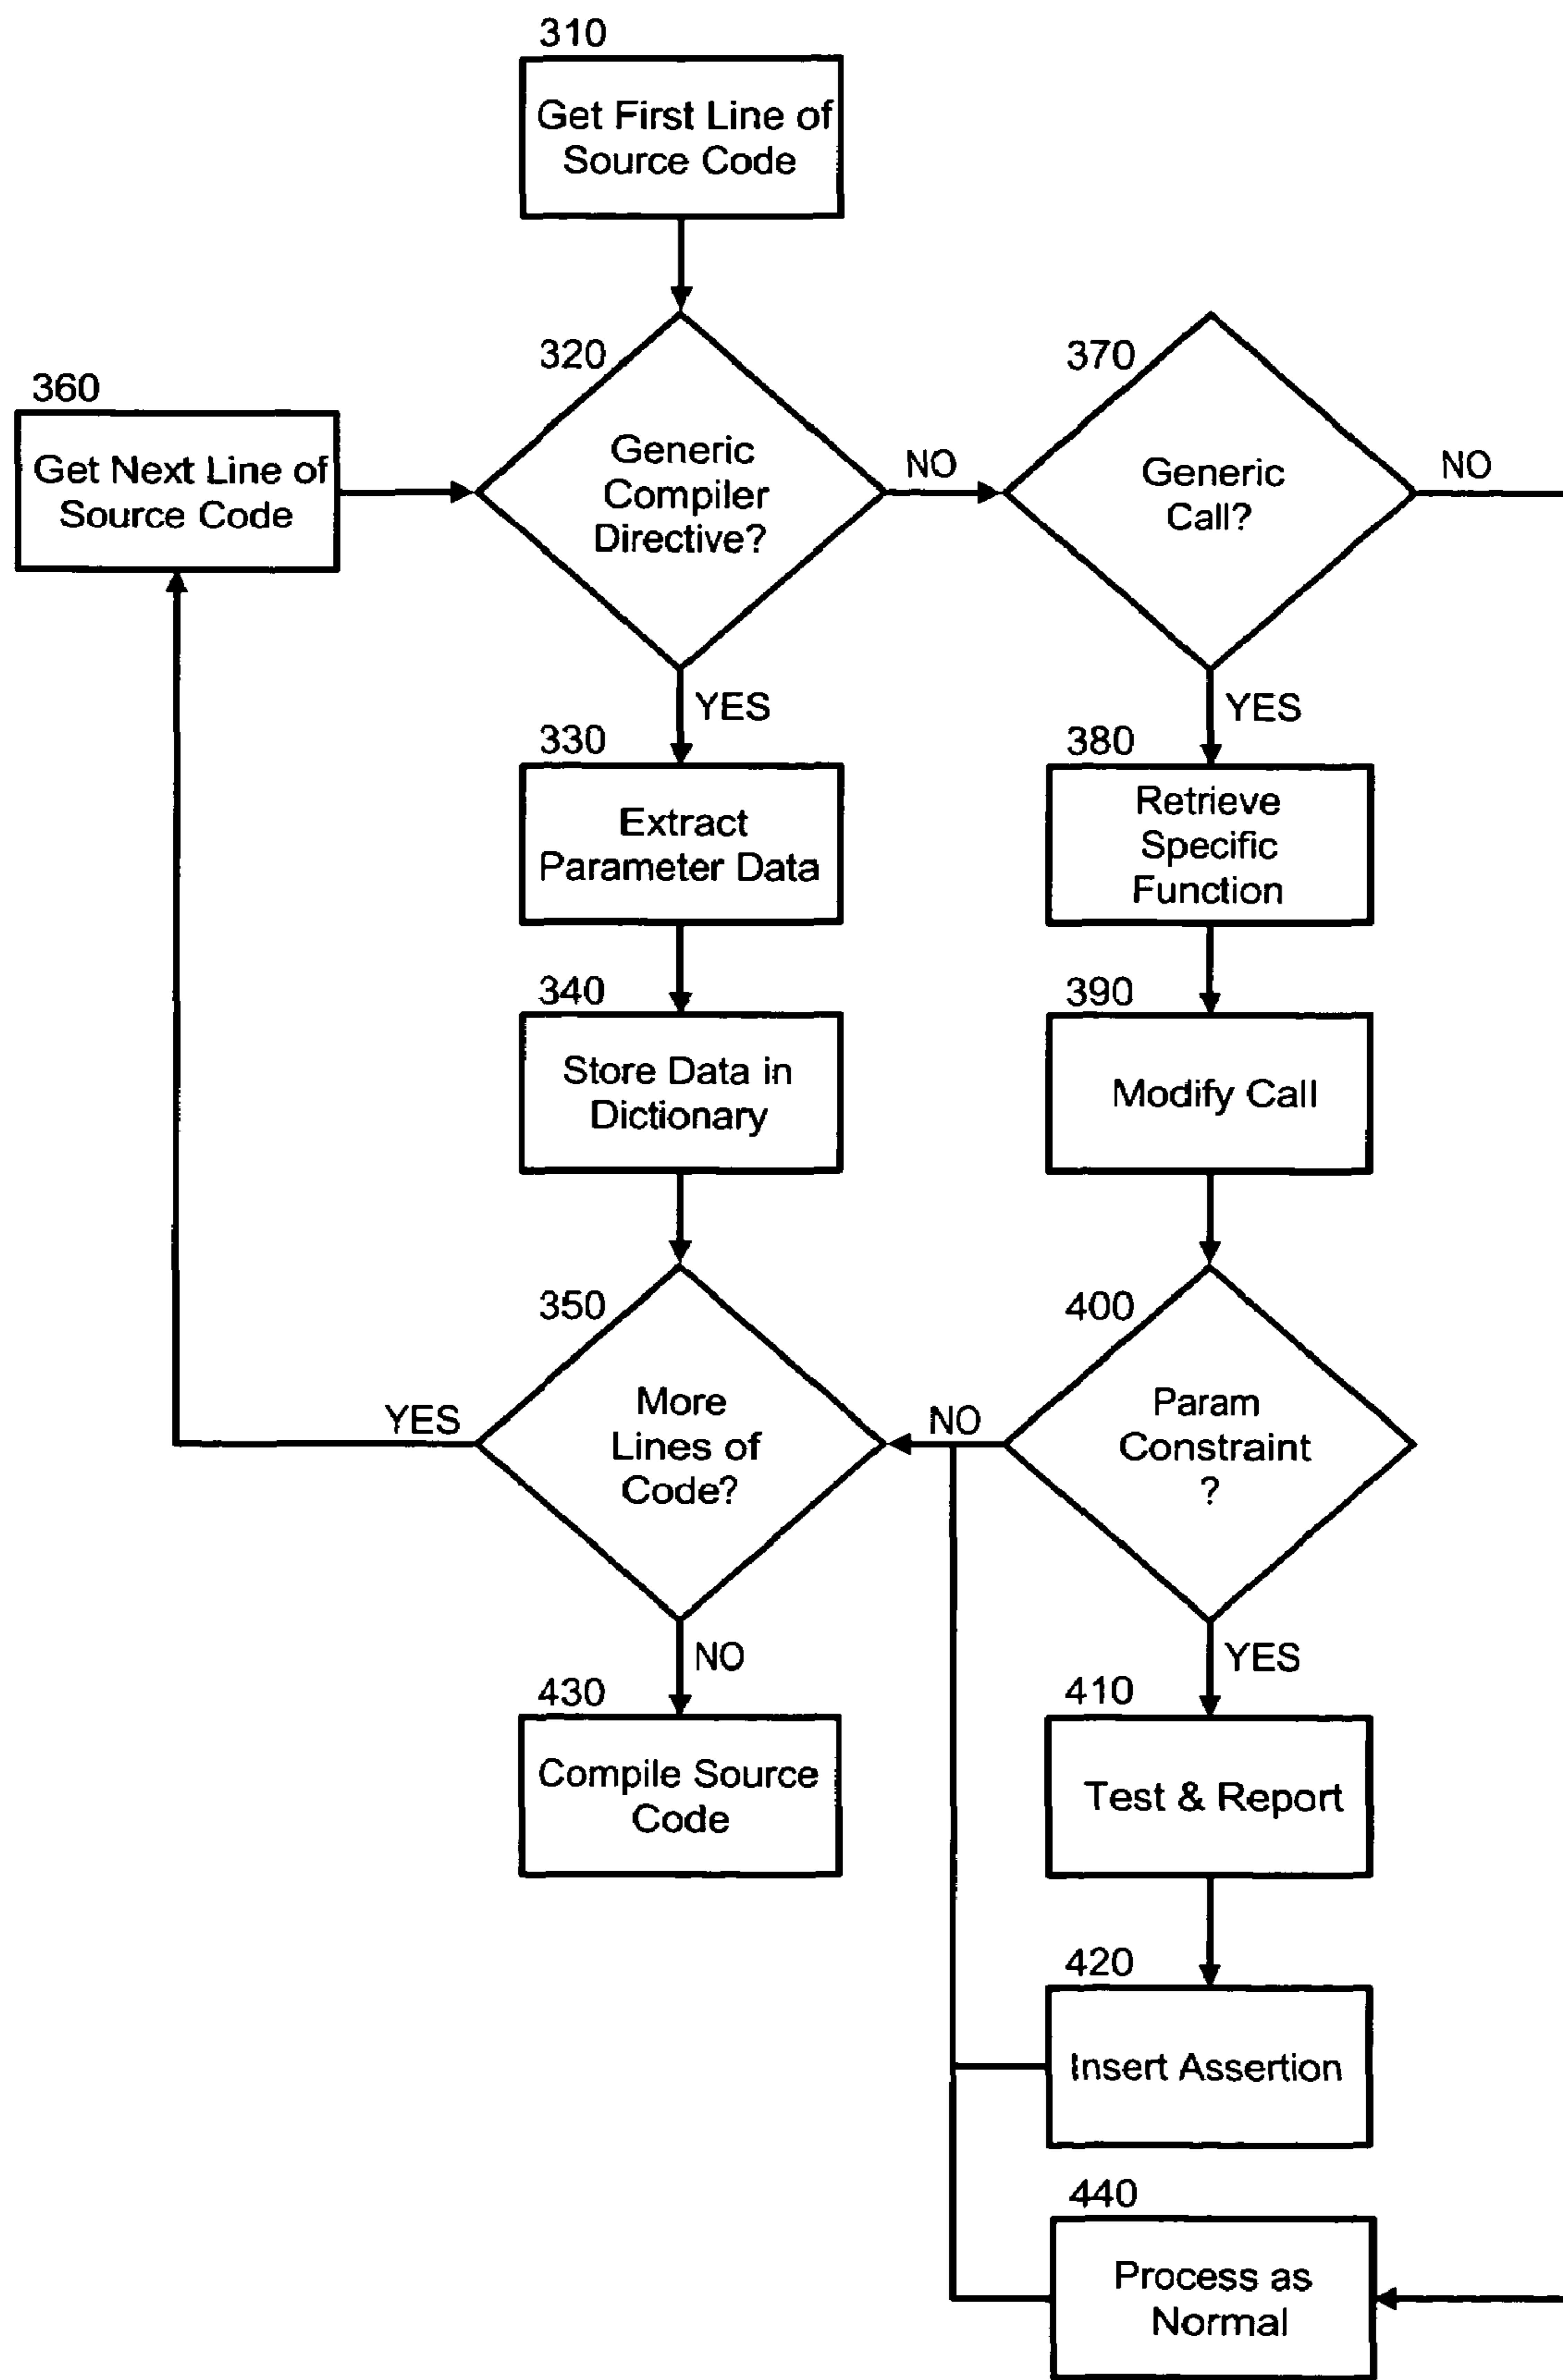 310
Get First Line of
Source Code
320
Generic
Compiler
Directive?
NO
370
Generic
Call?
NO
360
Get Next Line of
Source Code
YES
YES
330
Extract
Parameter Data
380
Retrieve
Specific
Function
340
Store Data in
Dictionary
390
Modify Call
350
More
Lines of
Code?
YES
NO
400
Param
Constraint
?
NO
YES
430
Compile Source
Code
410
Test & Report
420
Insert Assertion
440
Process as
Normal